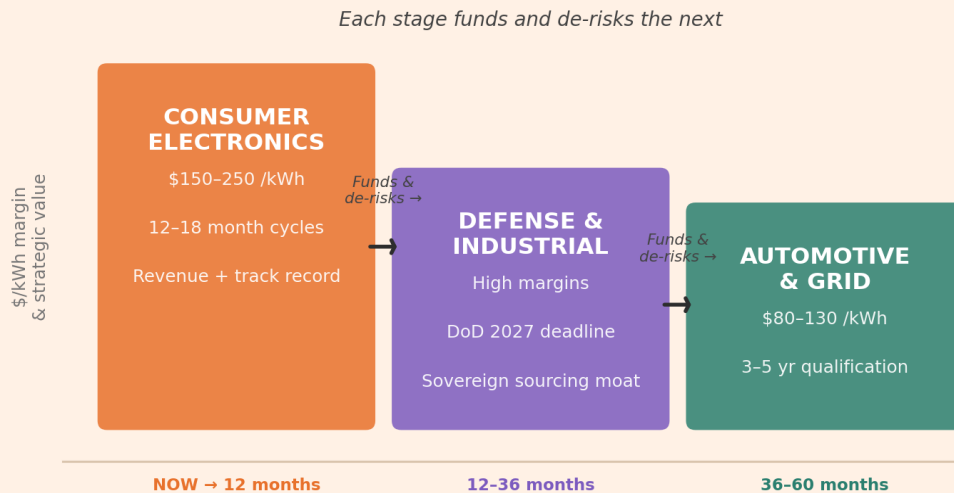 Each stage funds and de-risks the next
$/kWh margin
& strategic value
CONSUMER
ELECTRONICS
$150–250 /kWh
12–18 month cycles
Revenue + track record
Funds &
de-risks →
DEFENSE &
INDUSTRIAL
High margins
DoD 2027 deadline
Sovereign sourcing moat
Funds &
de-risks →
AUTOMOTIVE
& GRID
$80–130 /kWh
3–5 yr qualification
NOW → 12 months
12–36 months
36–60 months